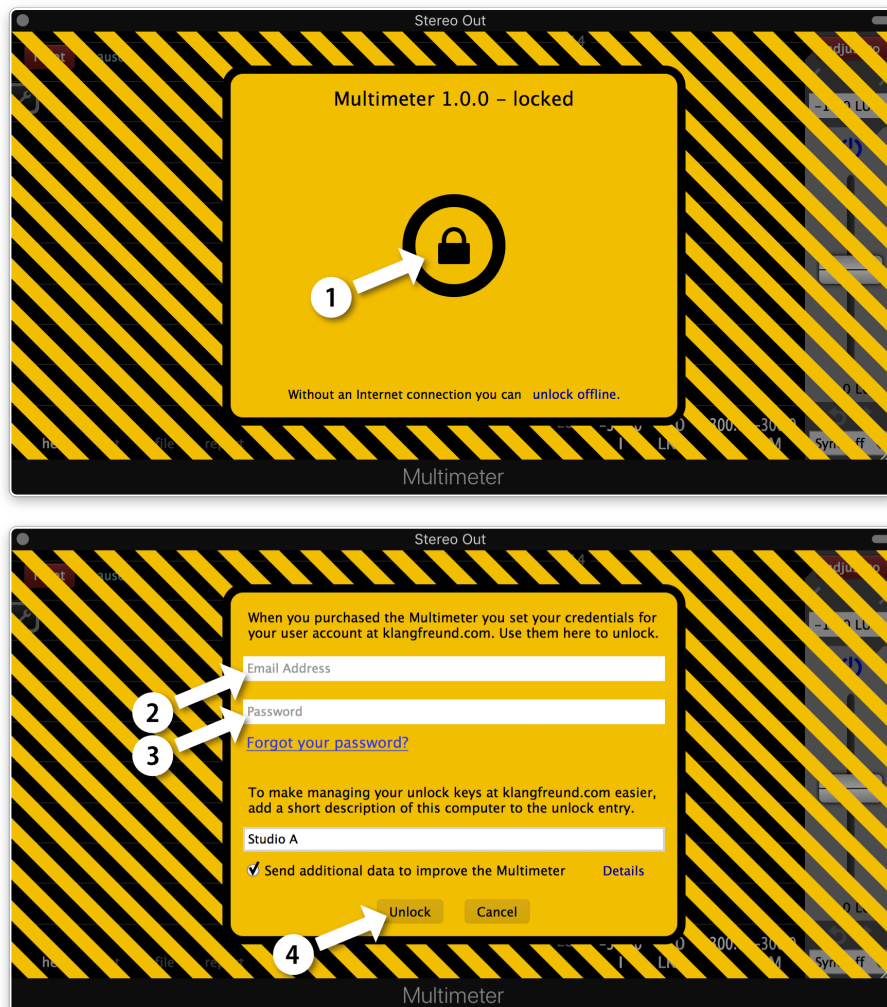 Stereo Out
Multimeter 1.0.0 – locked
1
Without an Internet connection you can unlock offline.
Multimeter
Stereo Out
When you purchased the Multimeter you set your credentials for
your user account at klangfreund.com. Use them here to unlock.
Email Address
2
Password
3
Forgot your password?
To make managing your unlock keys at klangfreund.com easier,
add a short description of this computer to the unlock entry.
Studio A
Send additional data to improve the Multimeter Details
Unlock Cancel
4
Multimeter